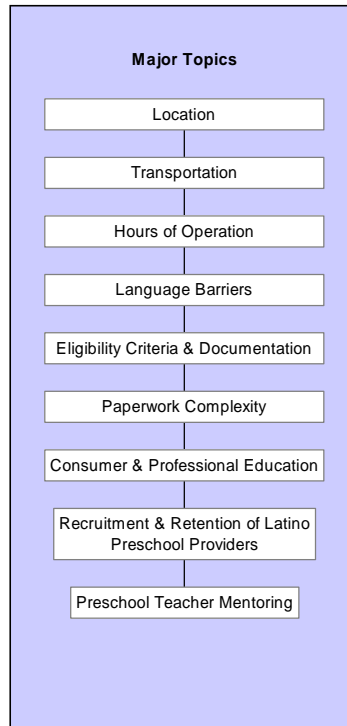 Major Topics
Location
Transportation
Hours of Operation
Language Barriers
Eligibility Criteria & Documentation
Paperwork Complexity
Consumer & Professional Education
Recruitment & Retention of Latino
Preschool Providers
Preschool Teacher Mentoring